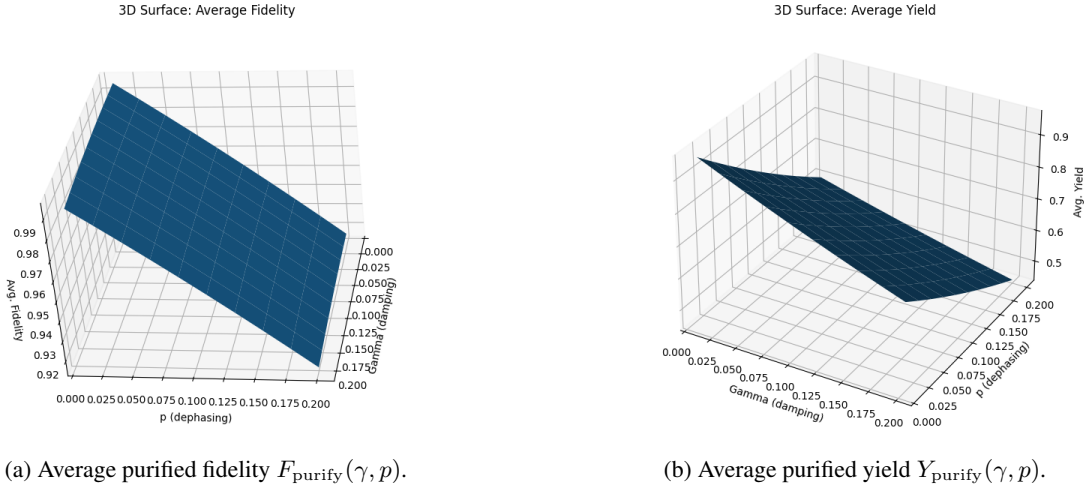 3D Surface: Average Fidelity
0.99
0.98
0.97
0.96
0.95
0.94
0.93
0.92
Avg. Fidelity
0.000 0.025 0.050 0.075 0.100 0.125 0.150 0.175 0.200
p (dephasing)
0.000
0.025
0.050
0.075
0.100
0.125
0.150
0.175
0.200
Gamma (damping)
(a) Average purified fidelity F_purify(γ, p).
3D Surface: Average Yield
0.9
0.8
0.7
0.6
0.5
Avg. Yield
0.000 0.025 0.050 0.075 0.100 0.125 0.150 0.175 0.200
Gamma (damping)
0.200
0.175
0.150
0.125
0.100
0.075
0.050
0.025
0.000
p (dephasing)
(b) Average purified yield Y_purify(γ, p).